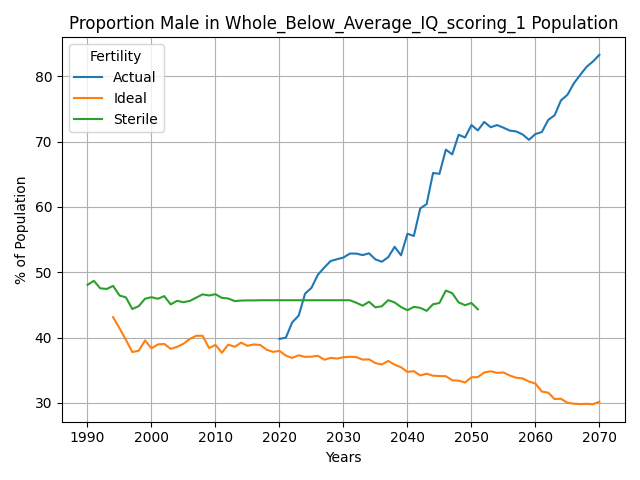 Proportion Male in Whole_Below_Average_IQ_scoring_1 Population
Fertility
Actual
Ideal
Sterile
% of Population
80
70
60
50
40
30
1990 2000 2010 2020 2030 2040 2050 2060 2070
Years